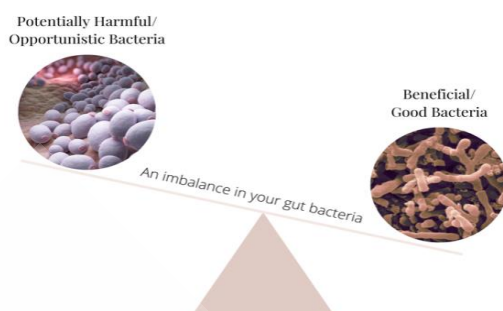 Potentially Harmful/
Opportunistic Bacteria
Beneficial/
Good Bacteria
An imbalance in your gut bacteria